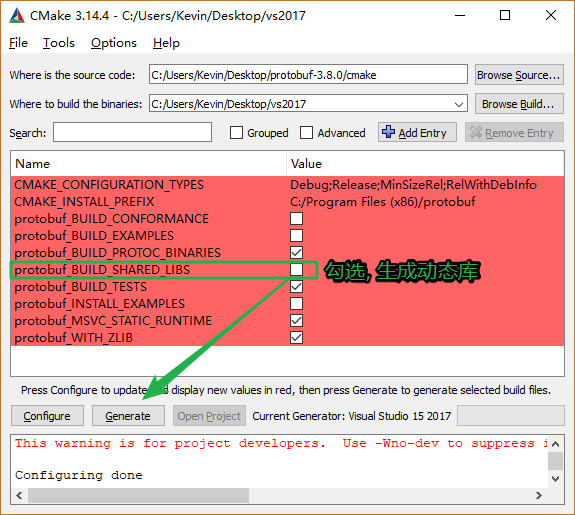 CMake 3.14.4 - C:/Users/Kevin/Desktop/vs2017
File Tools Options Help
Where is the source code: C:/Users/Kevin/Desktop/protobuf-3.8.0/cmake Browse Source...
Where to build the binaries: C:/Users/Kevin/Desktop/vs2017 Browse Build...
Search: Grouped Advanced Add Entry Remove Entry
Name Value
CMAKE_CONFIGURATION_TYPES Debug;Release;MinSizeRel;RelWithDebInfo
CMAKE_INSTALL_PREFIX C:/Program Files (x86)/protobuf
protobuf_BUILD_CONFORMANCE
protobuf_BUILD_EXAMPLES
protobuf_BUILD_PROTOC_BINARIES
protobuf_BUILD_SHARED_LIBS 勾选, 生成动态库
protobuf_BUILD_TESTS
protobuf_INSTALL_EXAMPLES
protobuf_MSVC_STATIC_RUNTIME
protobuf_WITH_ZLIB
Press Configure to update and display new values in red, then press Generate to generate selected build files.
Configure Generate Open Project Current Generator: Visual Studio 15 2017
This warning is for project developers. Use -Wno-dev to suppress i
Configuring done